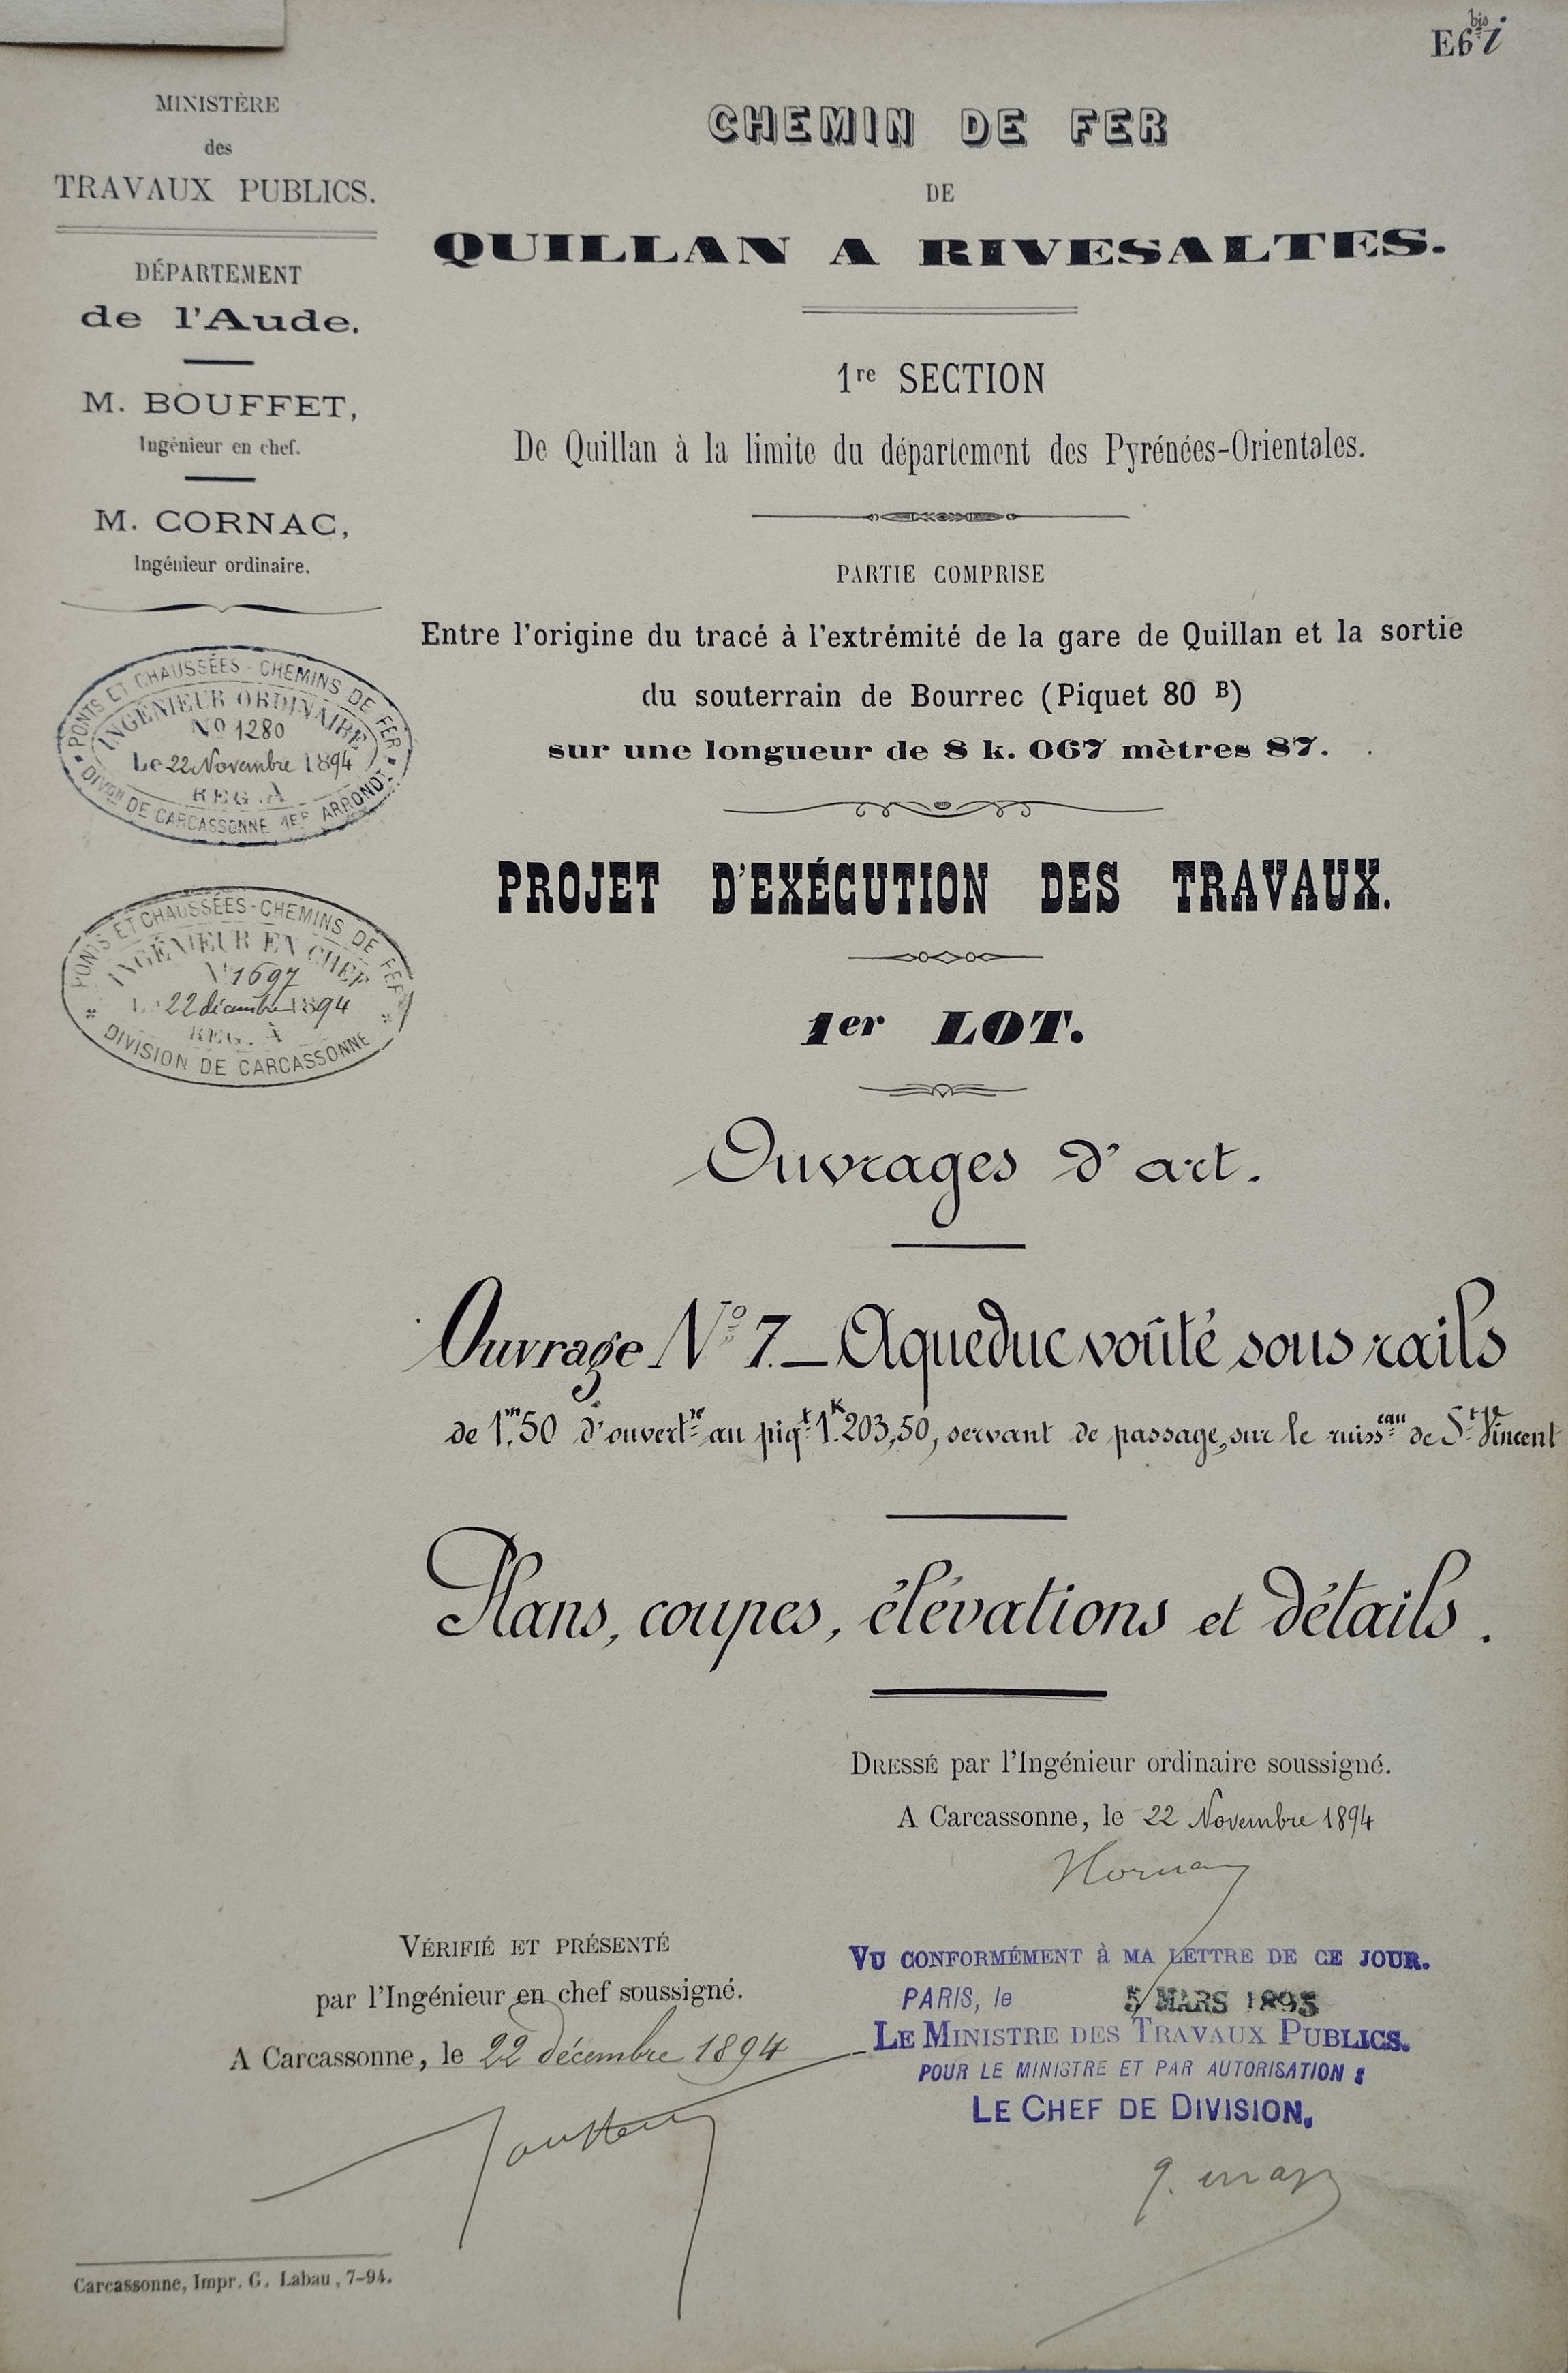 E6 bis i
MINISTÈRE
des
TRAVAUX PUBLICS.
DÉPARTEMENT
de l'Aude.
M. BOUFFET,
Ingénieur en chef.
M. CORNAC,
Ingénieur ordinaire.
PONTS ET CHAUSSÉES - CHEMINS DE FER
INGÉNIEUR ORDINAIRE
No 1280
Le 22 Novembre 1894
REG. A
DIVon DE CARCASSONNE 1ER ARRONDt
PONTS ET CHAUSSÉES - CHEMINS DE FER
INGÉNIEUR EN CHEF
N° 1697
Le 22 décembre 1894
REG. A
DIVISION DE CARCASSONNE
CHEMIN DE FER
DE
QUILLAN A RIVESALTES.
1re SECTION
De Quillan à la limite du département des Pyrénées-Orientales.
PARTIE COMPRISE
Entre l'origine du tracé à l'extrémité de la gare de Quillan et la sortie
du souterrain de Bourrec (Piquet 80 B)
sur une longueur de 8 k. 067 mètres 87.
PROJET D'EXÉCUTION DES TRAVAUX.
1er LOT.
Ouvrages d'art.
Ouvrage No 7. — Aqueduc voûté sous rails
de 1m.50 d'ouvertre au piqt 1K.203,50, servant de passage, sur le ruisseau de St Vincent
Plans, coupes, élévations et détails.
DRESSÉ par l'Ingénieur ordinaire soussigné.
A Carcassonne, le 22 Novembre 1894
VÉRIFIÉ ET PRÉSENTÉ
par l'Ingénieur en chef soussigné.
A Carcassonne, le 22 décembre 1894
VU CONFORMÉMENT à MA LETTRE DE CE JOUR.
PARIS, le 5 MARS 1895
LE MINISTRE DES TRAVAUX PUBLICS.
POUR LE MINISTRE ET PAR AUTORISATION :
LE CHEF DE DIVISION,
Carcassonne, Impr. G. Labau, 7-94.